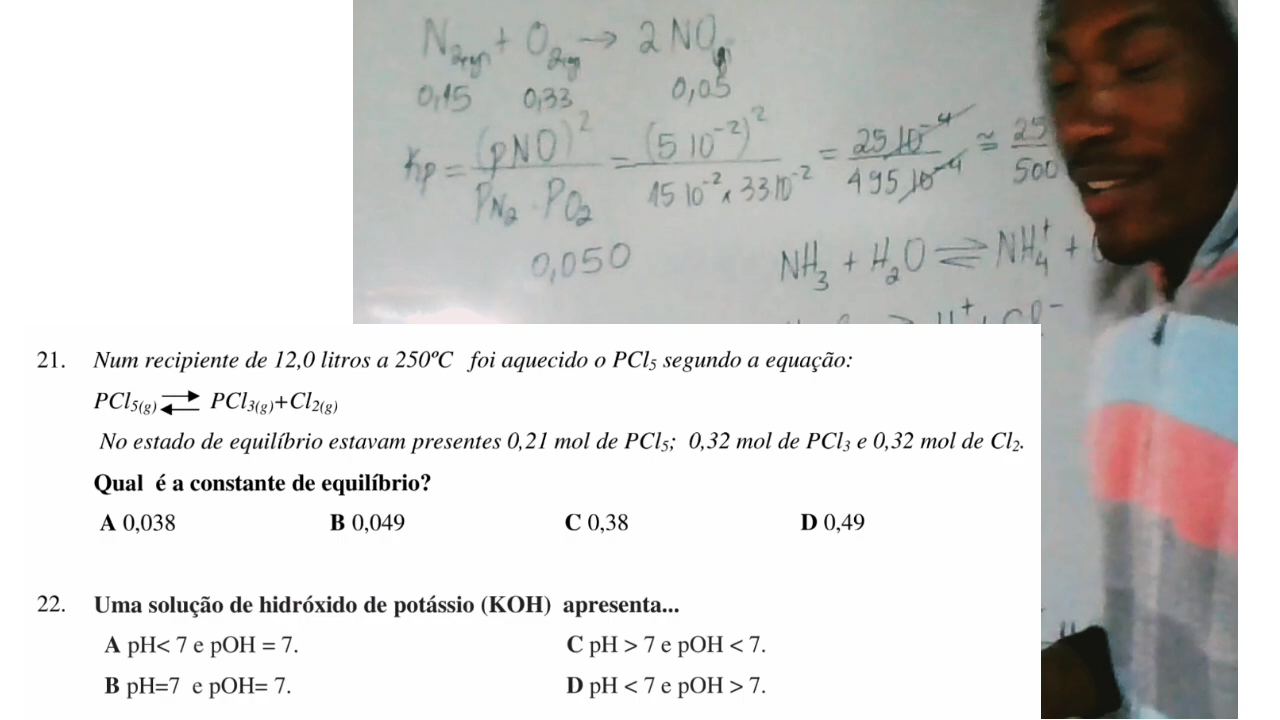 N₂(g) + O₂(g) → 2 NO(g)
0,15 0,33 0,05
Kp = (pNO)² / PN₂ · PO₂ = (5 10⁻²)² / 15 10⁻² x 33 10⁻² = 25 10⁻⁴ / 495 10⁻⁴ ≅ 25 / 500
0,050
NH₃ + H₂O ⇌ NH₄⁺ +
21. Num recipiente de 12,0 litros a 250ºC foi aquecido o PCl₅ segundo a equação:
PCl₅(g) ⇄ PCl₃(g)+Cl₂(g)
No estado de equilíbrio estavam presentes 0,21 mol de PCl₅; 0,32 mol de PCl₃ e 0,32 mol de Cl₂.
Qual é a constante de equilíbrio?
A 0,038 B 0,049 C 0,38 D 0,49
22. Uma solução de hidróxido de potássio (KOH) apresenta...
A pH< 7 e pOH = 7. C pH > 7 e pOH < 7.
B pH=7 e pOH= 7. D pH < 7 e pOH > 7.